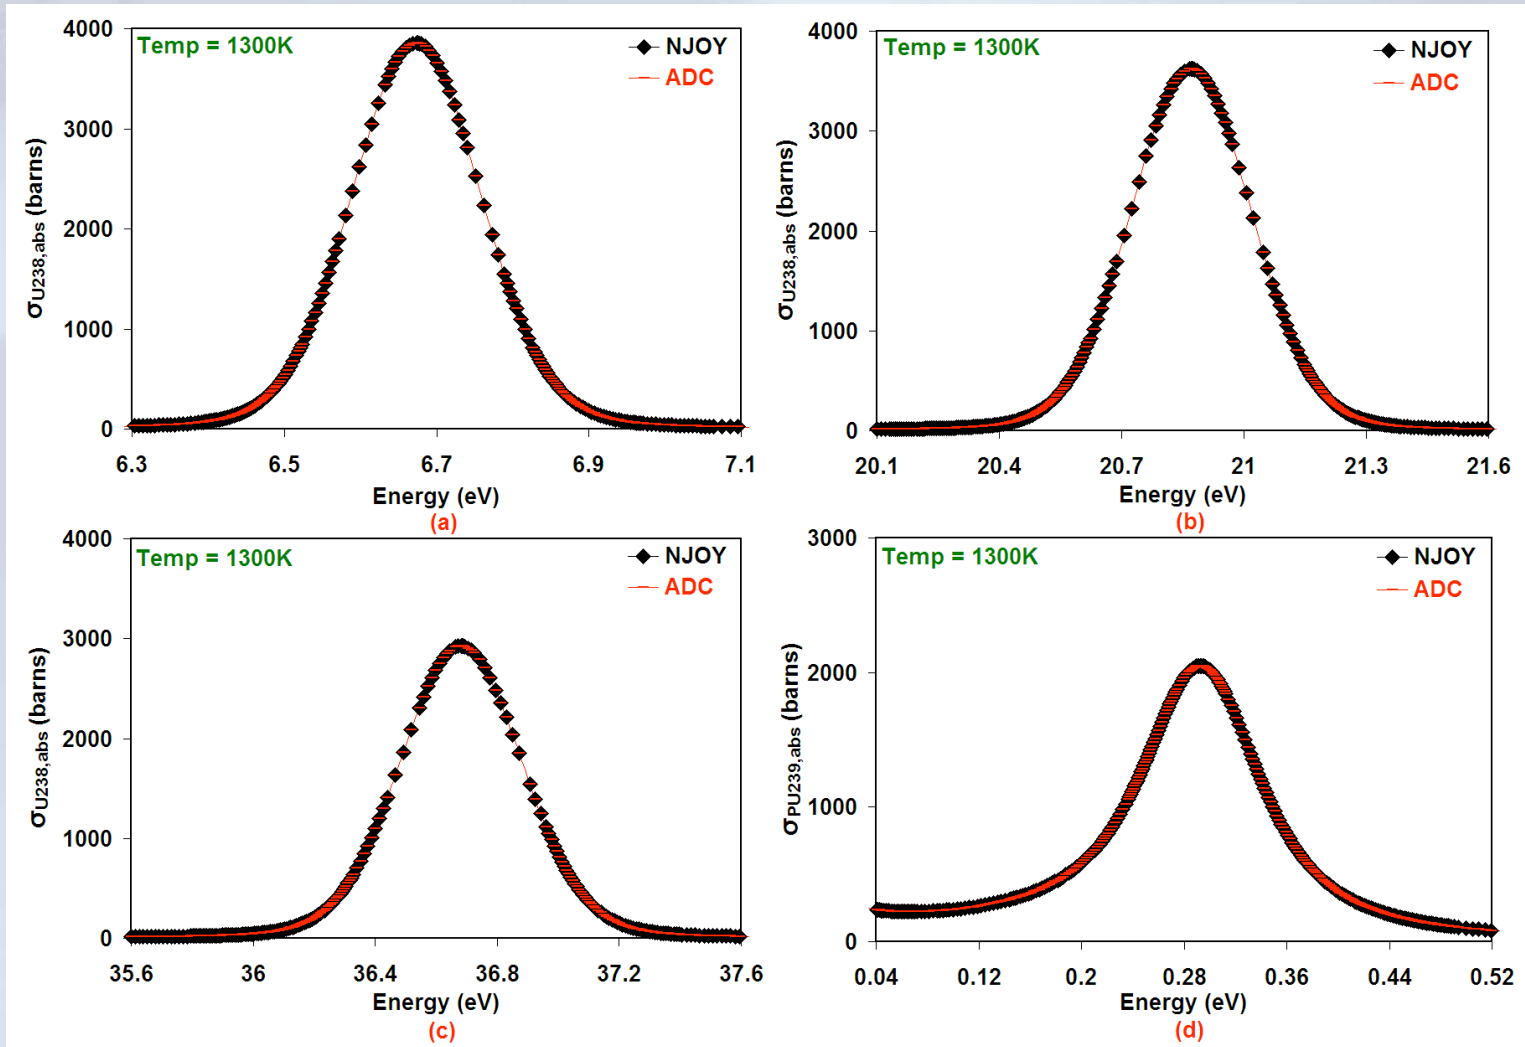 4000
3000
2000
1000
0
Temp = 1300K
NJOY
ADC
σU238,abs (barns)
6.3 6.5 6.7 6.9 7.1
Energy (eV)
(a)
4000
3000
2000
1000
0
Temp = 1300K
NJOY
ADC
σU238,abs (barns)
20.1 20.4 20.7 21 21.3 21.6
Energy (eV)
(b)
4000
3000
2000
1000
0
Temp = 1300K
NJOY
ADC
σU238,abs (barns)
35.6 36 36.4 36.8 37.2 37.6
Energy (eV)
(c)
3000
2000
1000
0
Temp = 1300K
NJOY
ADC
σPU239,abs (barns)
0.04 0.12 0.2 0.28 0.36 0.44 0.52
Energy (eV)
(d)